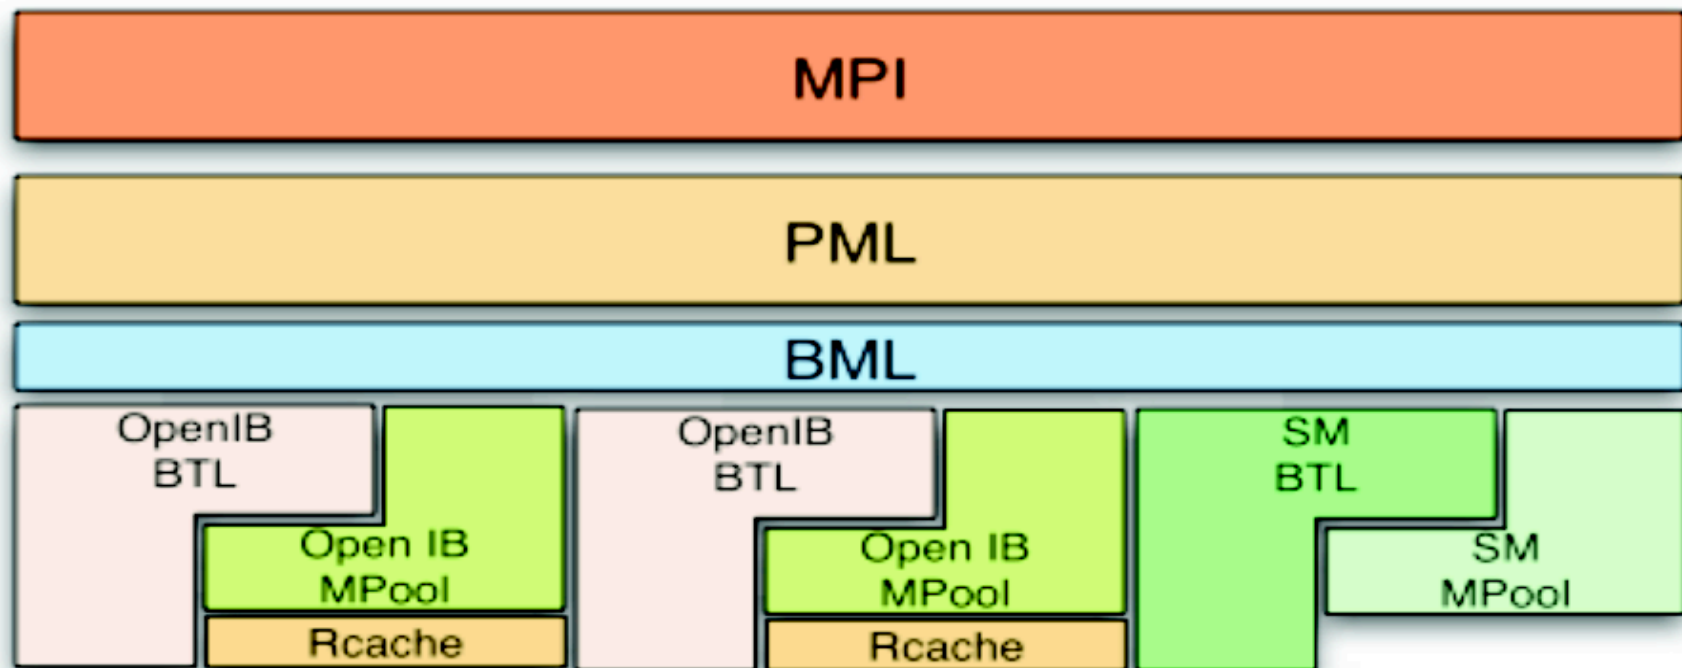 MPI
PML
BML
OpenIB
BTL
Open IB
MPool
Rcache
OpenIB
BTL
Open IB
MPool
Rcache
SM
BTL
SM
MPool